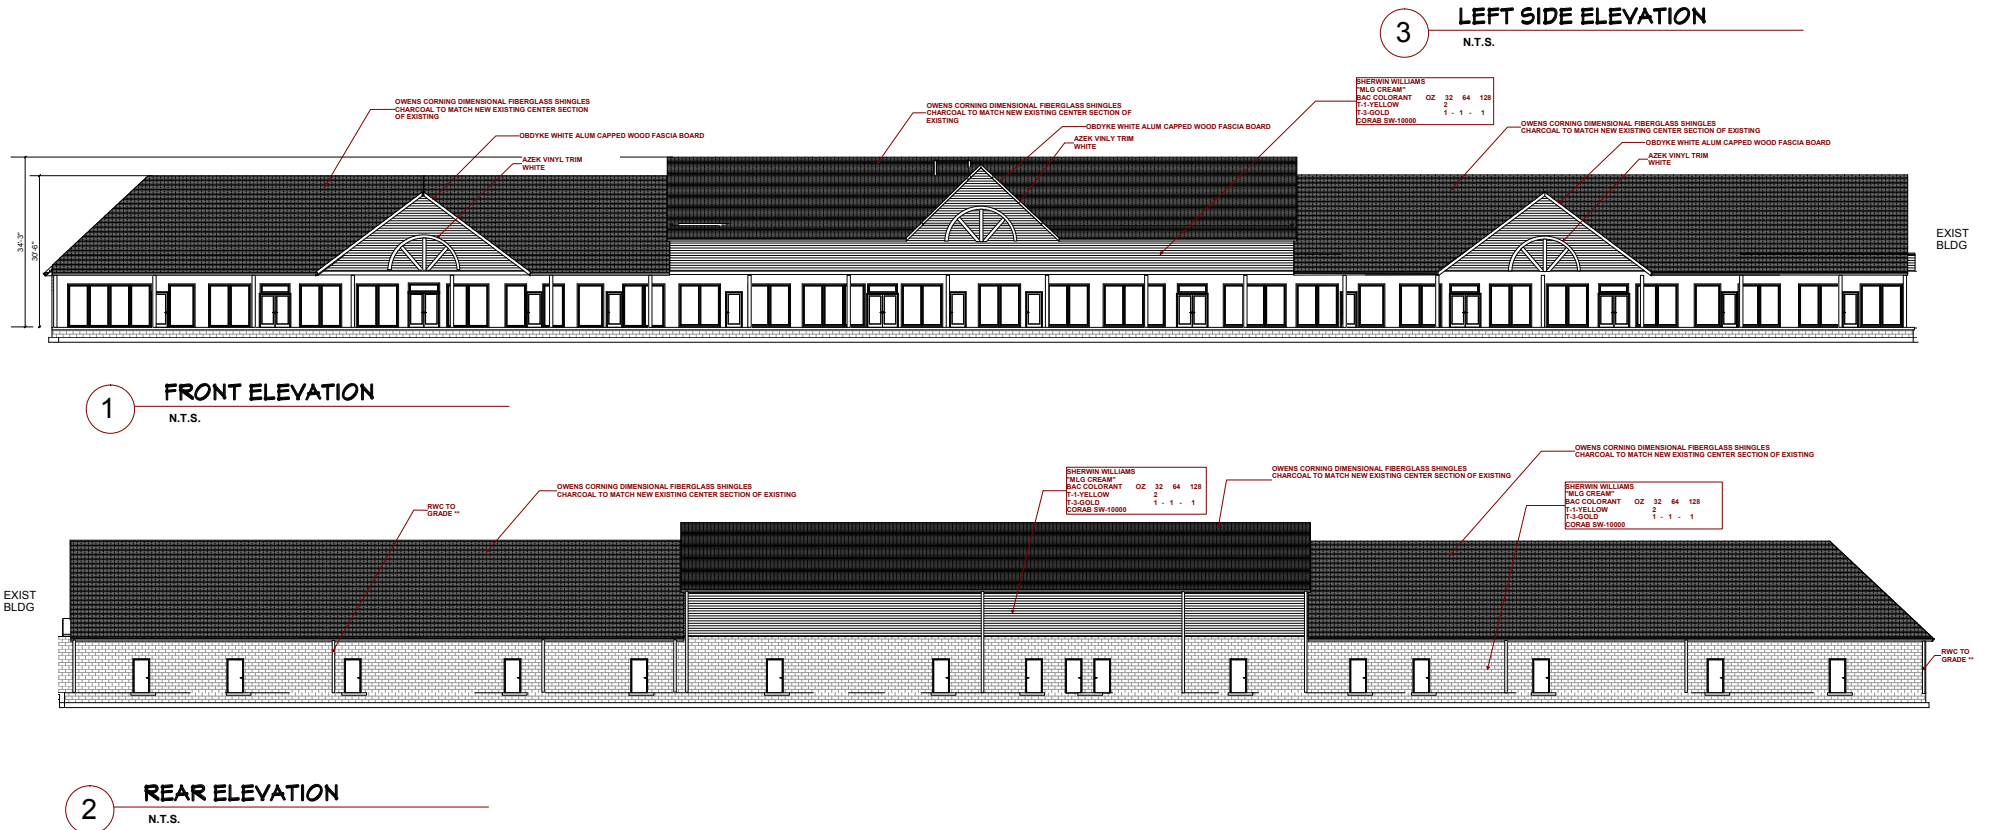 3
LEFT SIDE ELEVATION
N.T.S.
SHERWIN WILLIAMS
"MLG CREAM"
BAC COLORANT OZ 32 64 128
T-1-YELLOW 2
T-3-GOLD 1 - 1 - 1
CORAB SW-10000
OWENS CORNING DIMENSIONAL FIBERGLASS SHINGLES
CHARCOAL TO MATCH NEW EXISTING CENTER SECTION
OF EXISTING
OBDYKE WHITE ALUM CAPPED WOOD FASCIA BOARD
AZEK VINYL TRIM
WHITE
OWENS CORNING DIMENSIONAL FIBERGLASS SHINGLES
CHARCOAL TO MATCH NEW EXISTING CENTER SECTION OF
EXISTING
OBDYKE WHITE ALUM CAPPED WOOD FASCIA BOARD
AZEK VINLY TRIM
WHITE
OWENS CORNING DIMENSIONAL FIBERGLASS SHINGLES
CHARCOAL TO MATCH NEW EXISTING CENTER SECTION OF EXISTING
OBDYKE WHITE ALUM CAPPED WOOD FASCIA BOARD
AZEK VINYL TRIM
WHITE
34'-3"
30'-6"
EXIST
BLDG
1
FRONT ELEVATION
N.T.S.
OWENS CORNING DIMENSIONAL FIBERGLASS SHINGLES
CHARCOAL TO MATCH NEW EXISTING CENTER SECTION OF EXISTING
RWC TO
GRADE **
SHERWIN WILLIAMS
"MLG CREAM"
BAC COLORANT OZ 32 64 128
T-1-YELLOW 2
T-3-GOLD 1 - 1 - 1
CORAB SW-10000
OWENS CORNING DIMENSIONAL FIBERGLASS SHINGLES
CHARCOAL TO MATCH NEW EXISTING CENTER SECTION OF EXISTING
OWENS CORNING DIMENSIONAL FIBERGLASS SHINGLES
CHARCOAL TO MATCH NEW EXISTING CENTER SECTION OF EXISTING
SHERWIN WILLIAMS
"MLG CREAM"
BAC COLORANT OZ 32 64 128
T-1-YELLOW 2
T-3-GOLD 1 - 1 - 1
CORAB SW-10000
EXIST
BLDG
RWC TO
GRADE **
2
REAR ELEVATION
N.T.S.